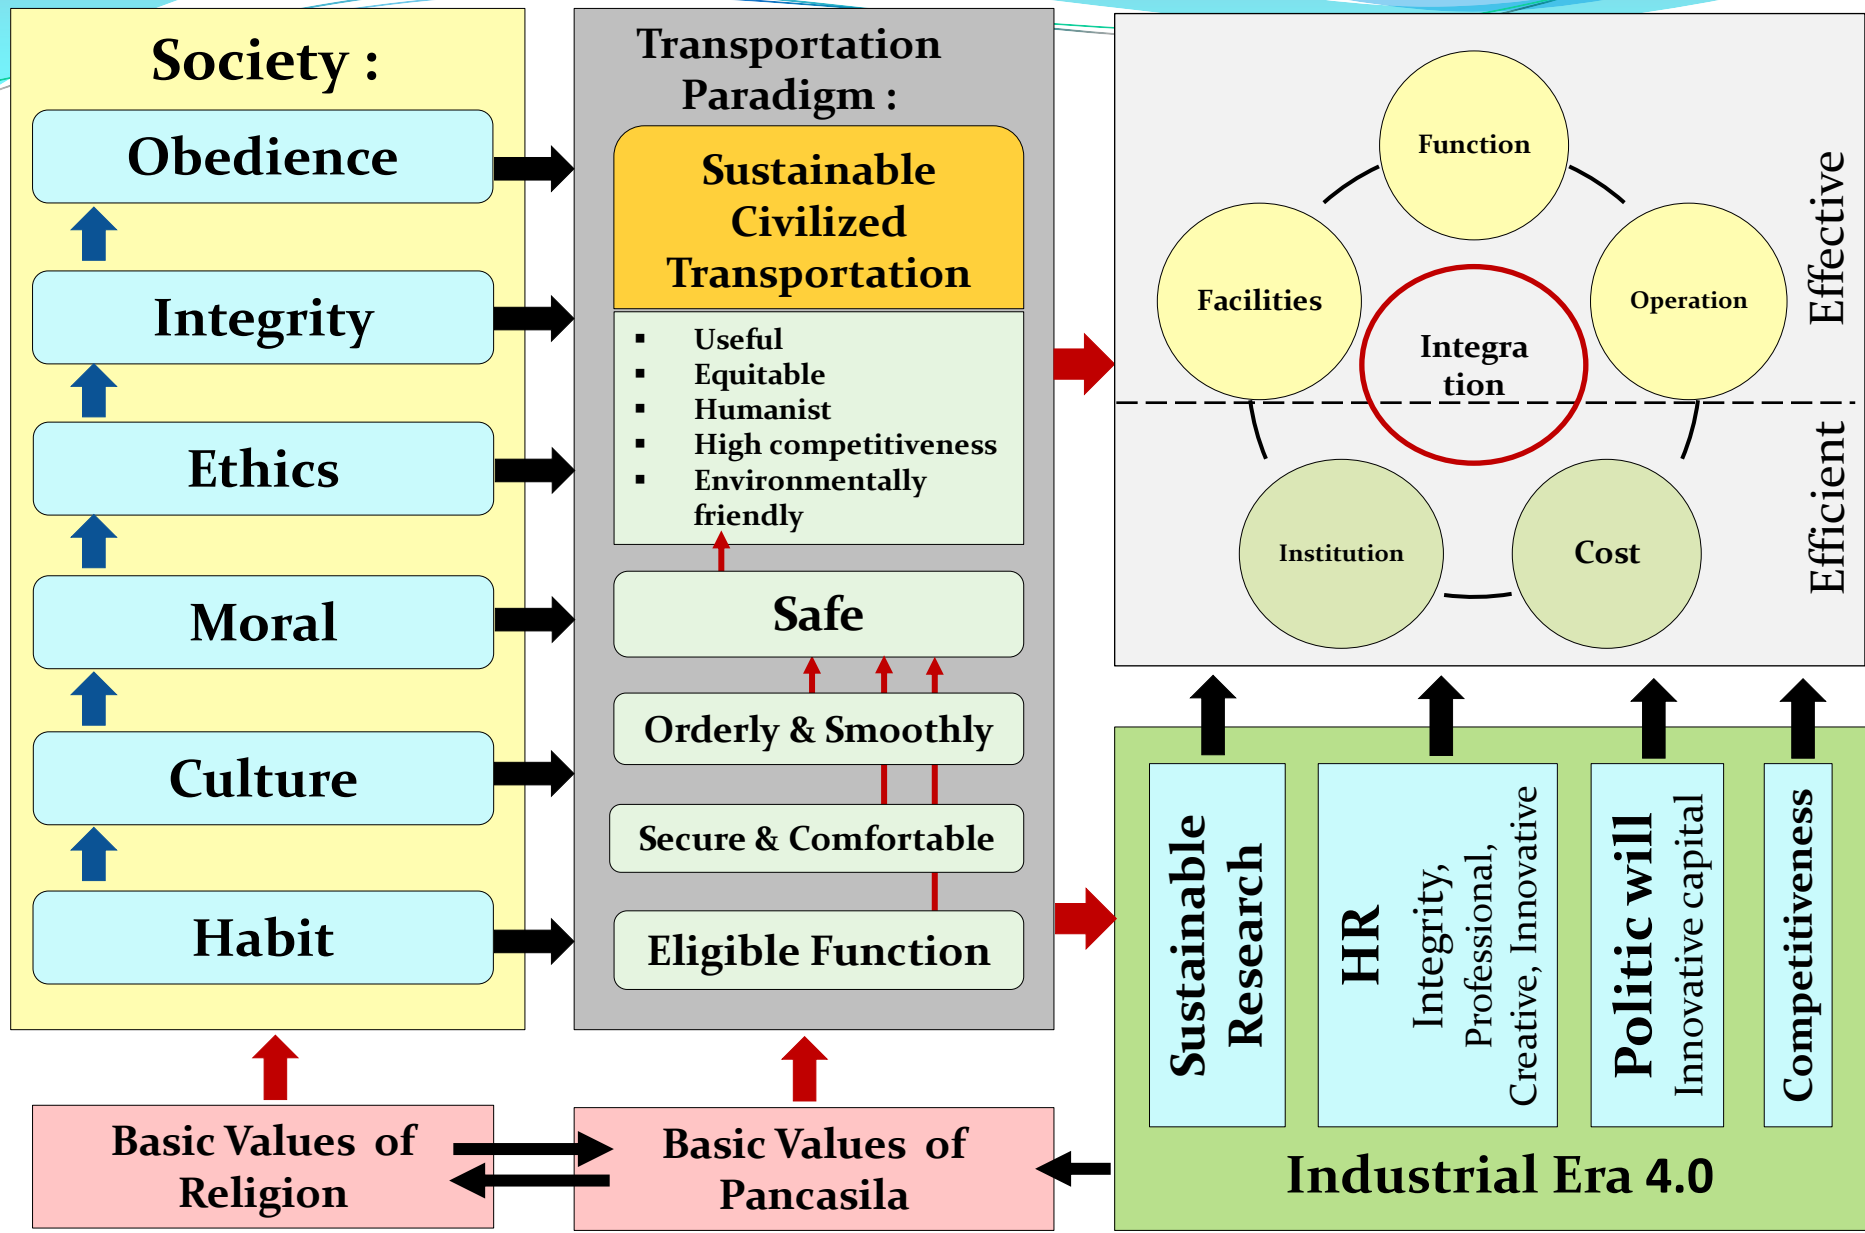 Society :
Obedience
Integrity
Ethics
Moral
Culture
Habit
Basic Values of
Religion
Transportation
Paradigm :
Sustainable
Civilized
Transportation
▪ Useful
▪ Equitable
▪ Humanist
▪ High competitiveness
▪ Environmentally
friendly
Safe
Orderly & Smoothly
Secure & Comfortable
Eligible Function
Basic Values of
Pancasila
Function
Facilities
Operation
Integra
tion
Institution
Cost
Effective
Efficient
Sustainable
Research
HR
Integrity,
Professional,
Creative, Innovative
Politic will
Innovative capital
Competitiveness
Industrial Era 4.0